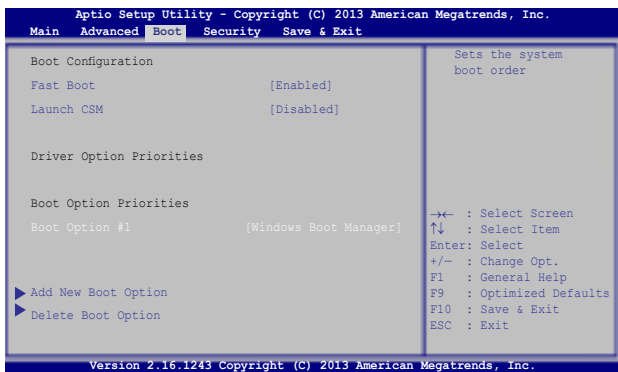 Aptio Setup Utility - Copyright (C) 2013 American Megatrends, Inc.
Main Advanced Boot Security Save & Exit
Boot Configuration
Fast Boot [Enabled]
Launch CSM [Disabled]
Driver Option Priorities
Boot Option Priorities
Boot Option #1 [Windows Boot Manager]
Add New Boot Option
Delete Boot Option
Sets the system
boot order
→← : Select Screen
↑↓ : Select Item
Enter: Select
+/— : Change Opt.
F1 : General Help
F9 : Optimized Defaults
F10 : Save & Exit
ESC : Exit
Version 2.16.1243 Copyright (C) 2013 American Megatrends, Inc.